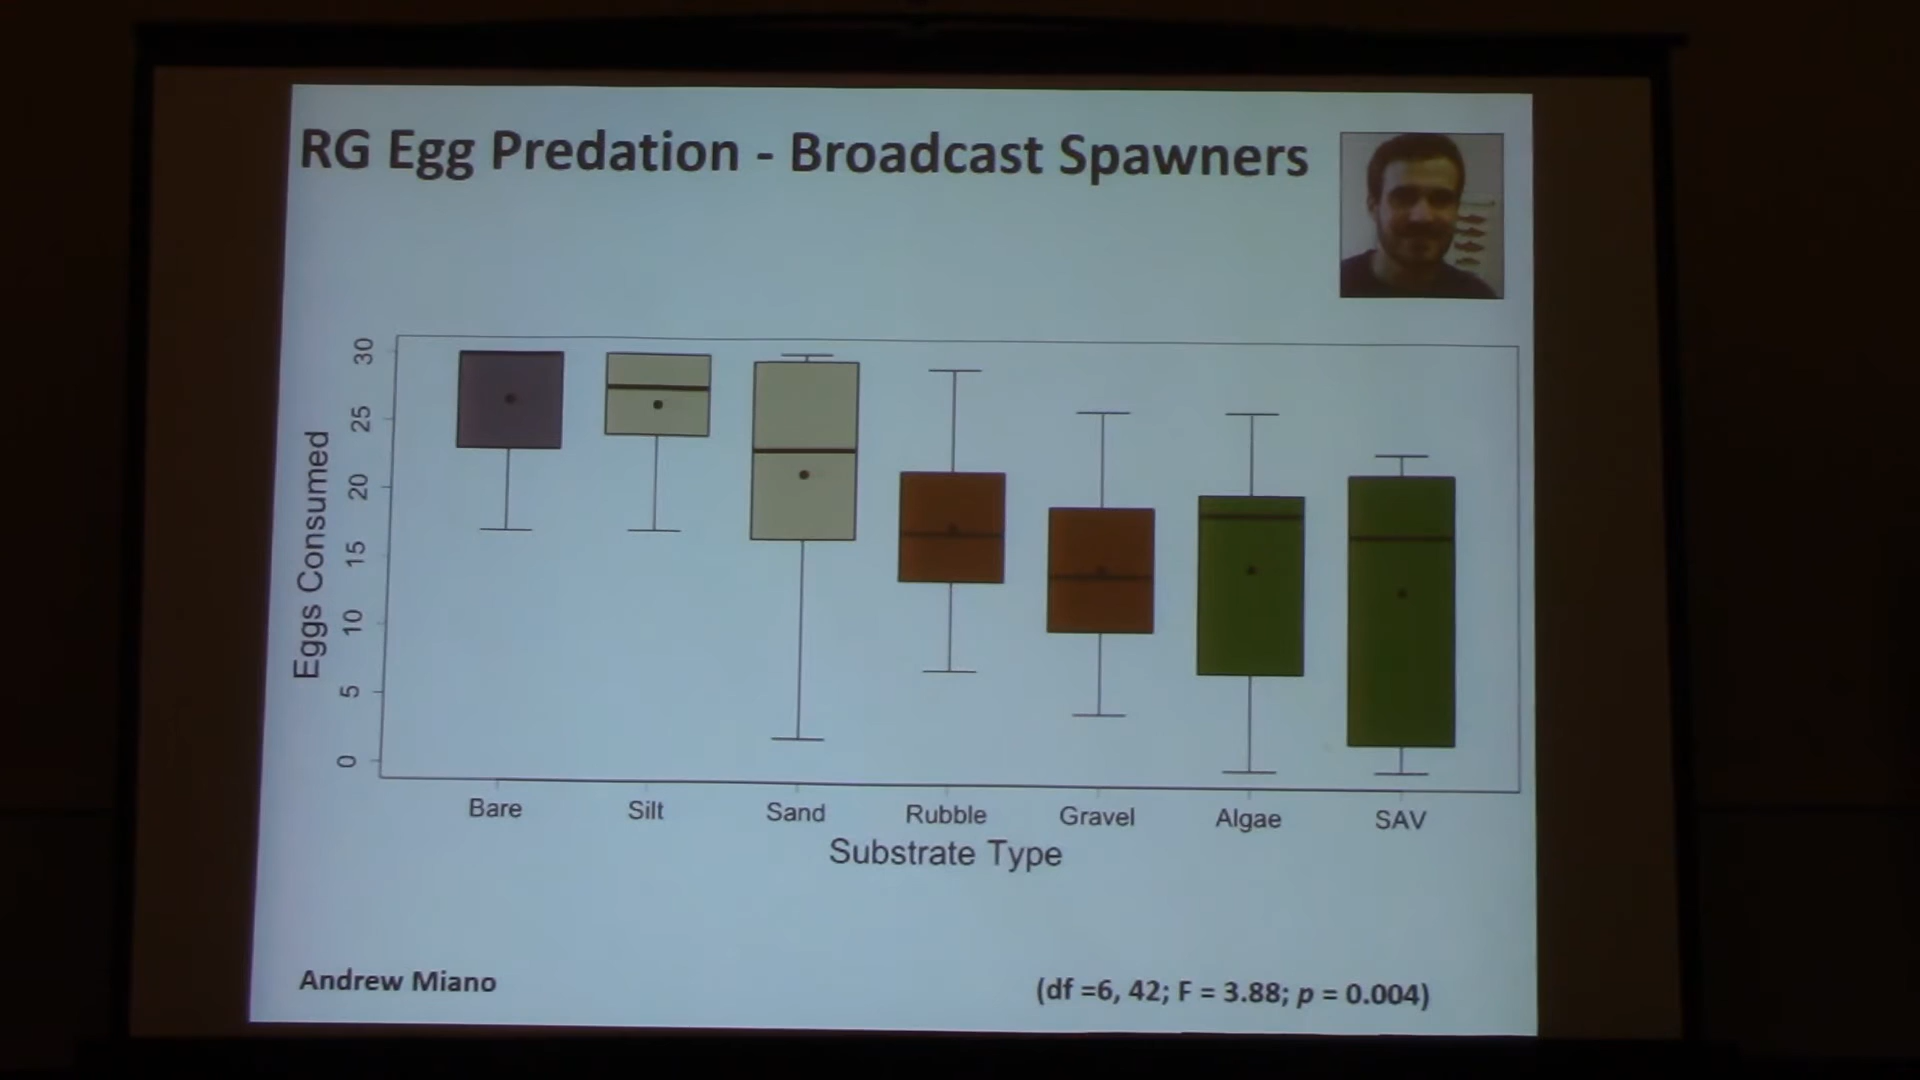 RG Egg Predation - Broadcast Spawners
Eggs Consumed
30
25
20
15
10
5
0
Bare Silt Sand Rubble Gravel Algae SAV
Substrate Type
Andrew Miano
(df =6, 42; F = 3.88; p = 0.004)